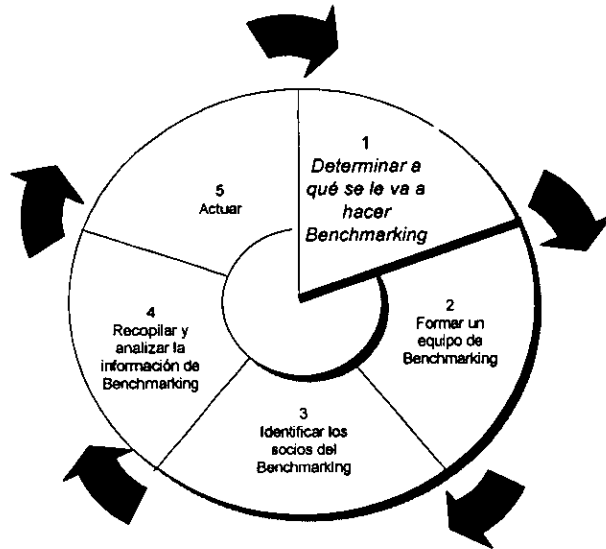 1
Determinar a
qué se le va a
hacer
Benchmarking
2
Formar un
equipo de
Benchmarking
3
Identificar los
socios del
Benchmarking
4
Recopilar y
analizar la
información de
Benchmarking
5
Actuar